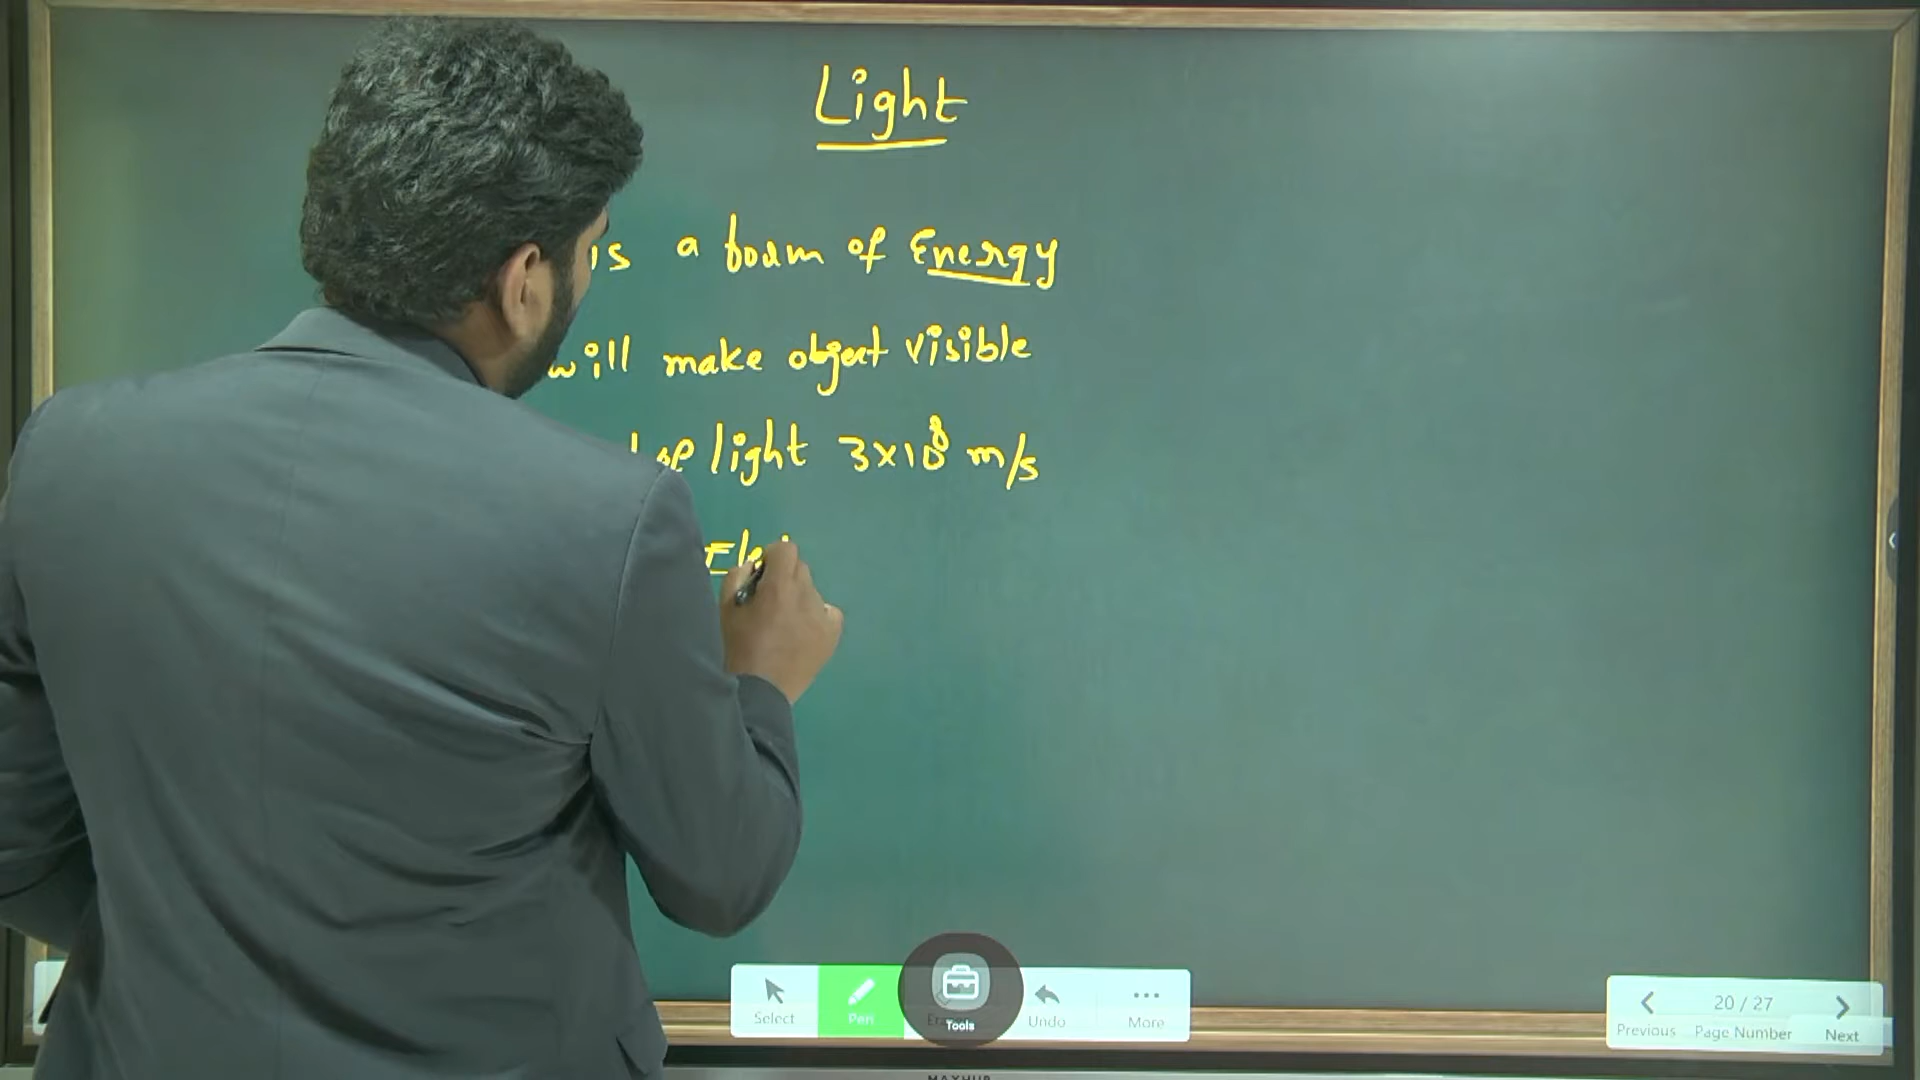 Light
is a form of Energy
will make object visible
light 3x10⁸ m/s
Select
Pen
Tools
Undo
More
20 / 27
Previous Page Number Next